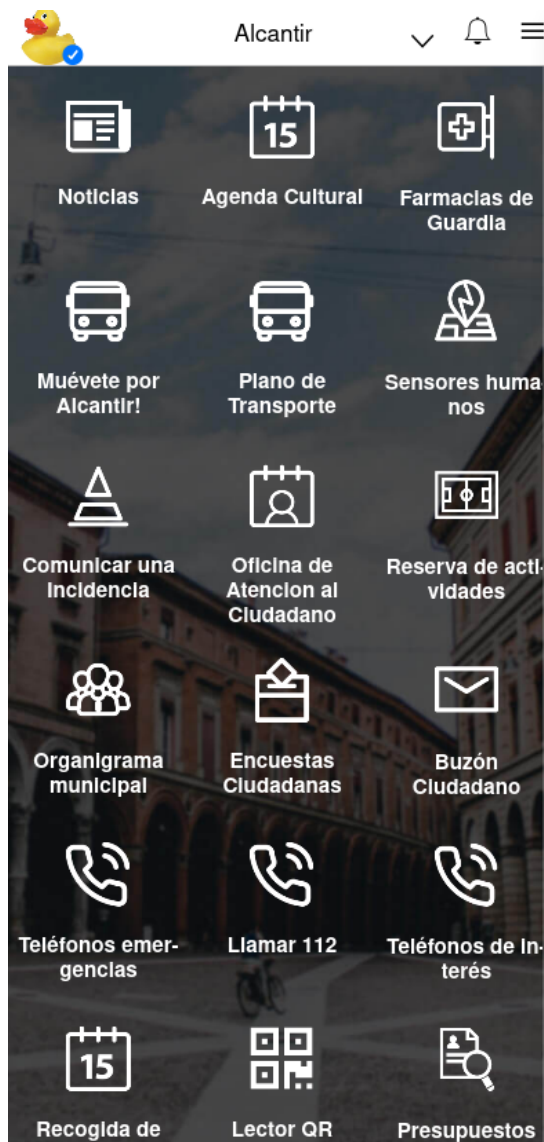 Alcantir
15
Noticias
Agenda Cultural
Farmacias de
Guardia
Muévete por
Alcantir!
Plano de
Transporte
Sensores huma
nos
Comunicar una
Incidencia
Oficina de
Atencion al
Ciudadano
Reserva de acti-
vidades
Organigrama
municipal
Encuestas
Ciudadanas
Buzón
Ciudadano
Teléfonos emer-
gencias
Llamar 112
Teléfonos de In-
terés
15
Recogida de
Lector QR
Presupuestos